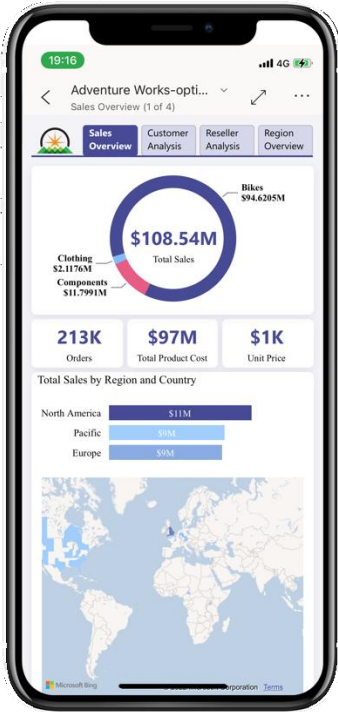 19:16
4G
Adventure Works-opti...
Sales Overview (1 of 4)
Sales
Overview
Customer
Analysis
Reseller
Analysis
Region
Overview
Bikes
$94.6205M
$108.54M
Total Sales
Clothing
$2.1176M
Components
$11.7991M
213K
Orders
$97M
Total Product Cost
$1K
Unit Price
Total Sales by Region and Country
North America
$11M
Pacific
$9M
Europe
$9M
Microsoft Bing
Corporation
Terms